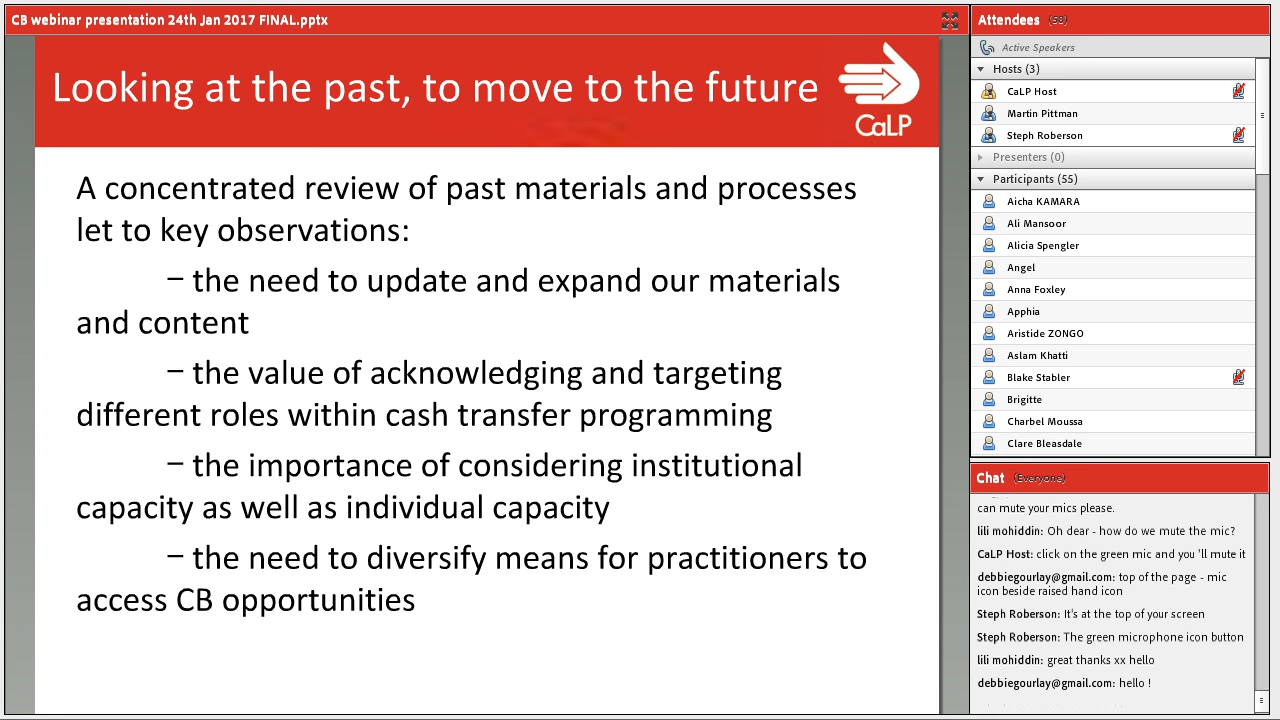 CB webinar presentation 24th Jan 2017 FINAL.pptx
Looking at the past, to move to the future
CaLP
A concentrated review of past materials and processes
let to key observations:
– the need to update and expand our materials
and content
– the value of acknowledging and targeting
different roles within cash transfer programming
– the importance of considering institutional
capacity as well as individual capacity
– the need to diversify means for practitioners to
access CB opportunities
Attendees (58)
Active Speakers
Hosts (3)
CaLP Host
Martin Pittman
Steph Roberson
Presenters (0)
Participants (55)
Aicha KAMARA
Ali Mansoor
Alicia Spengler
Angel
Anna Foxley
Apphia
Aristide ZONGO
Aslam Khatti
Blake Stabler
Brigitte
Charbel Moussa
Clare Bleasdale
Chat (Everyone)
can mute your mics please.
lili mohiddin: Oh dear - how do we mute the mic?
CaLP Host: click on the green mic and you 'll mute it
debbiegourlay@gmail.com: top of the page - mic
icon beside raised hand icon
Steph Roberson: It's at the top of your screen
Steph Roberson: The green microphone icon button
lili mohiddin: great thanks xx hello
debbiegourlay@gmail.com: hello !